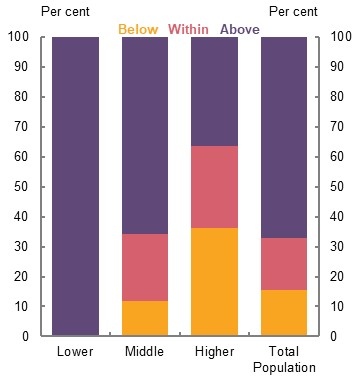 Per cent Per cent
Below Within Above
100 100
90 90
80 80
70 70
60 60
50 50
40 40
30 30
20 20
10 10
0 0
Lower Middle Higher Total
Population